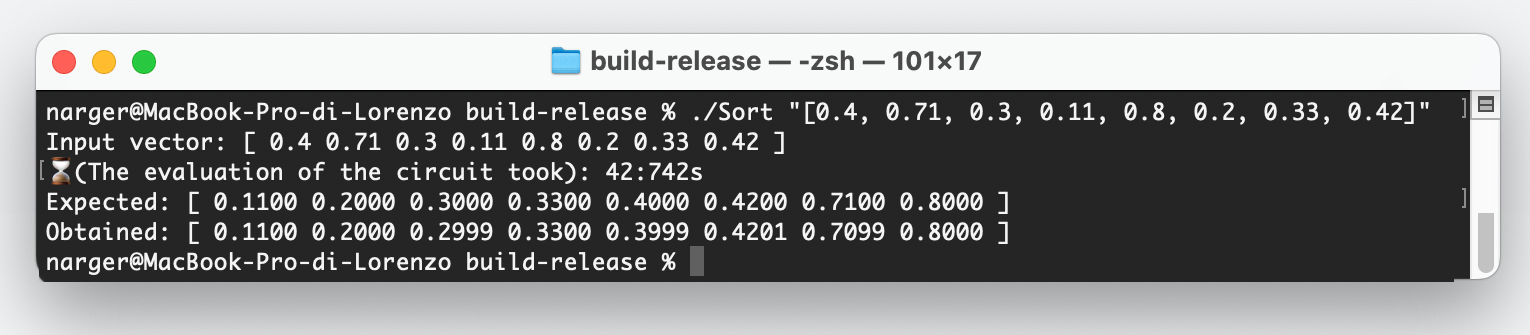 build-release — -zsh — 101×17
narger@MacBook-Pro-di-Lorenzo build-release % ./Sort "[0.4, 0.71, 0.3, 0.11, 0.8, 0.2, 0.33, 0.42]"
Input vector: [ 0.4 0.71 0.3 0.11 0.8 0.2 0.33 0.42 ]
⌛(The evaluation of the circuit took): 42:742s
Expected: [ 0.1100 0.2000 0.3000 0.3300 0.4000 0.4200 0.7100 0.8000 ]
Obtained: [ 0.1100 0.2000 0.2999 0.3300 0.3999 0.4201 0.7099 0.8000 ]
narger@MacBook-Pro-di-Lorenzo build-release %